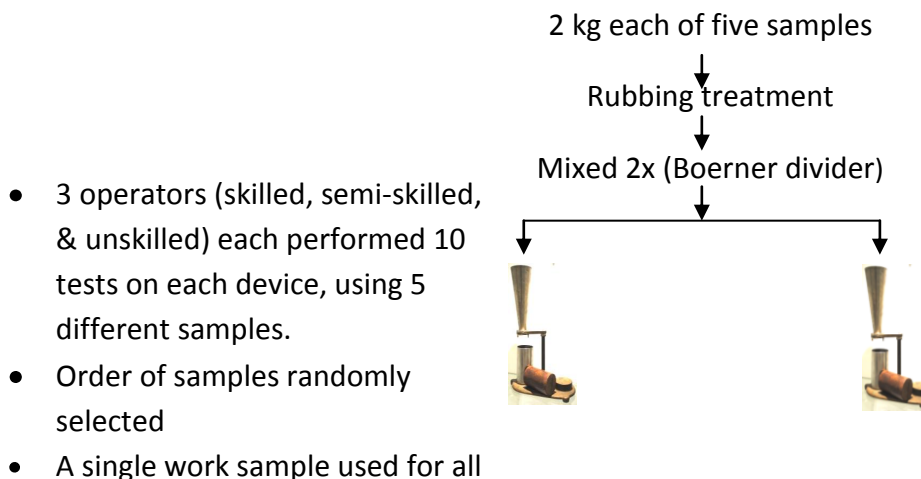 2 kg each of five samples
Rubbing treatment
Mixed 2x (Boerner divider)
• 3 operators (skilled, semi-skilled,
& unskilled) each performed 10
tests on each device, using 5
different samples.
• Order of samples randomly
selected
• A single work sample used for all